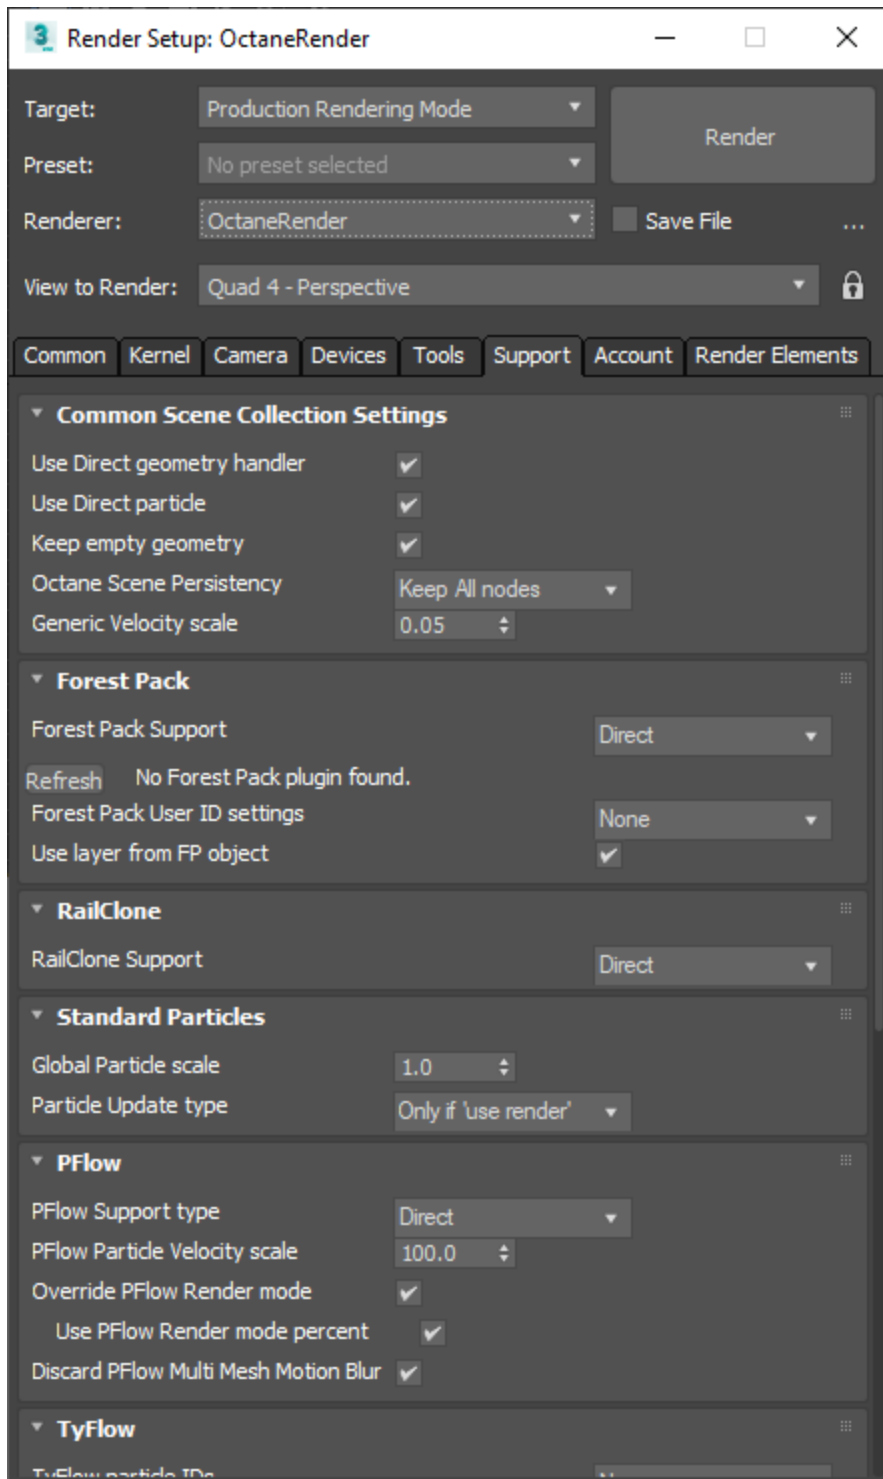 Render Setup: OctaneRender
Target: Production Rendering Mode
Render
Preset: No preset selected
Renderer: OctaneRender Save File ...
View to Render: Quad 4 - Perspective
Common Kernel Camera Devices Tools Support Account Render Elements
Common Scene Collection Settings
Use Direct geometry handler
Use Direct particle
Keep empty geometry
Octane Scene Persistency Keep All nodes
Generic Velocity scale 0.05
Forest Pack
Forest Pack Support Direct
Refresh No Forest Pack plugin found.
Forest Pack User ID settings None
Use layer from FP object
RailClone
RailClone Support Direct
Standard Particles
Global Particle scale 1.0
Particle Update type Only if 'use render'
PFlow
PFlow Support type Direct
PFlow Particle Velocity scale 100.0
Override PFlow Render mode
Use PFlow Render mode percent
Discard PFlow Multi Mesh Motion Blur
TyFlow
TyFlow particle IDs